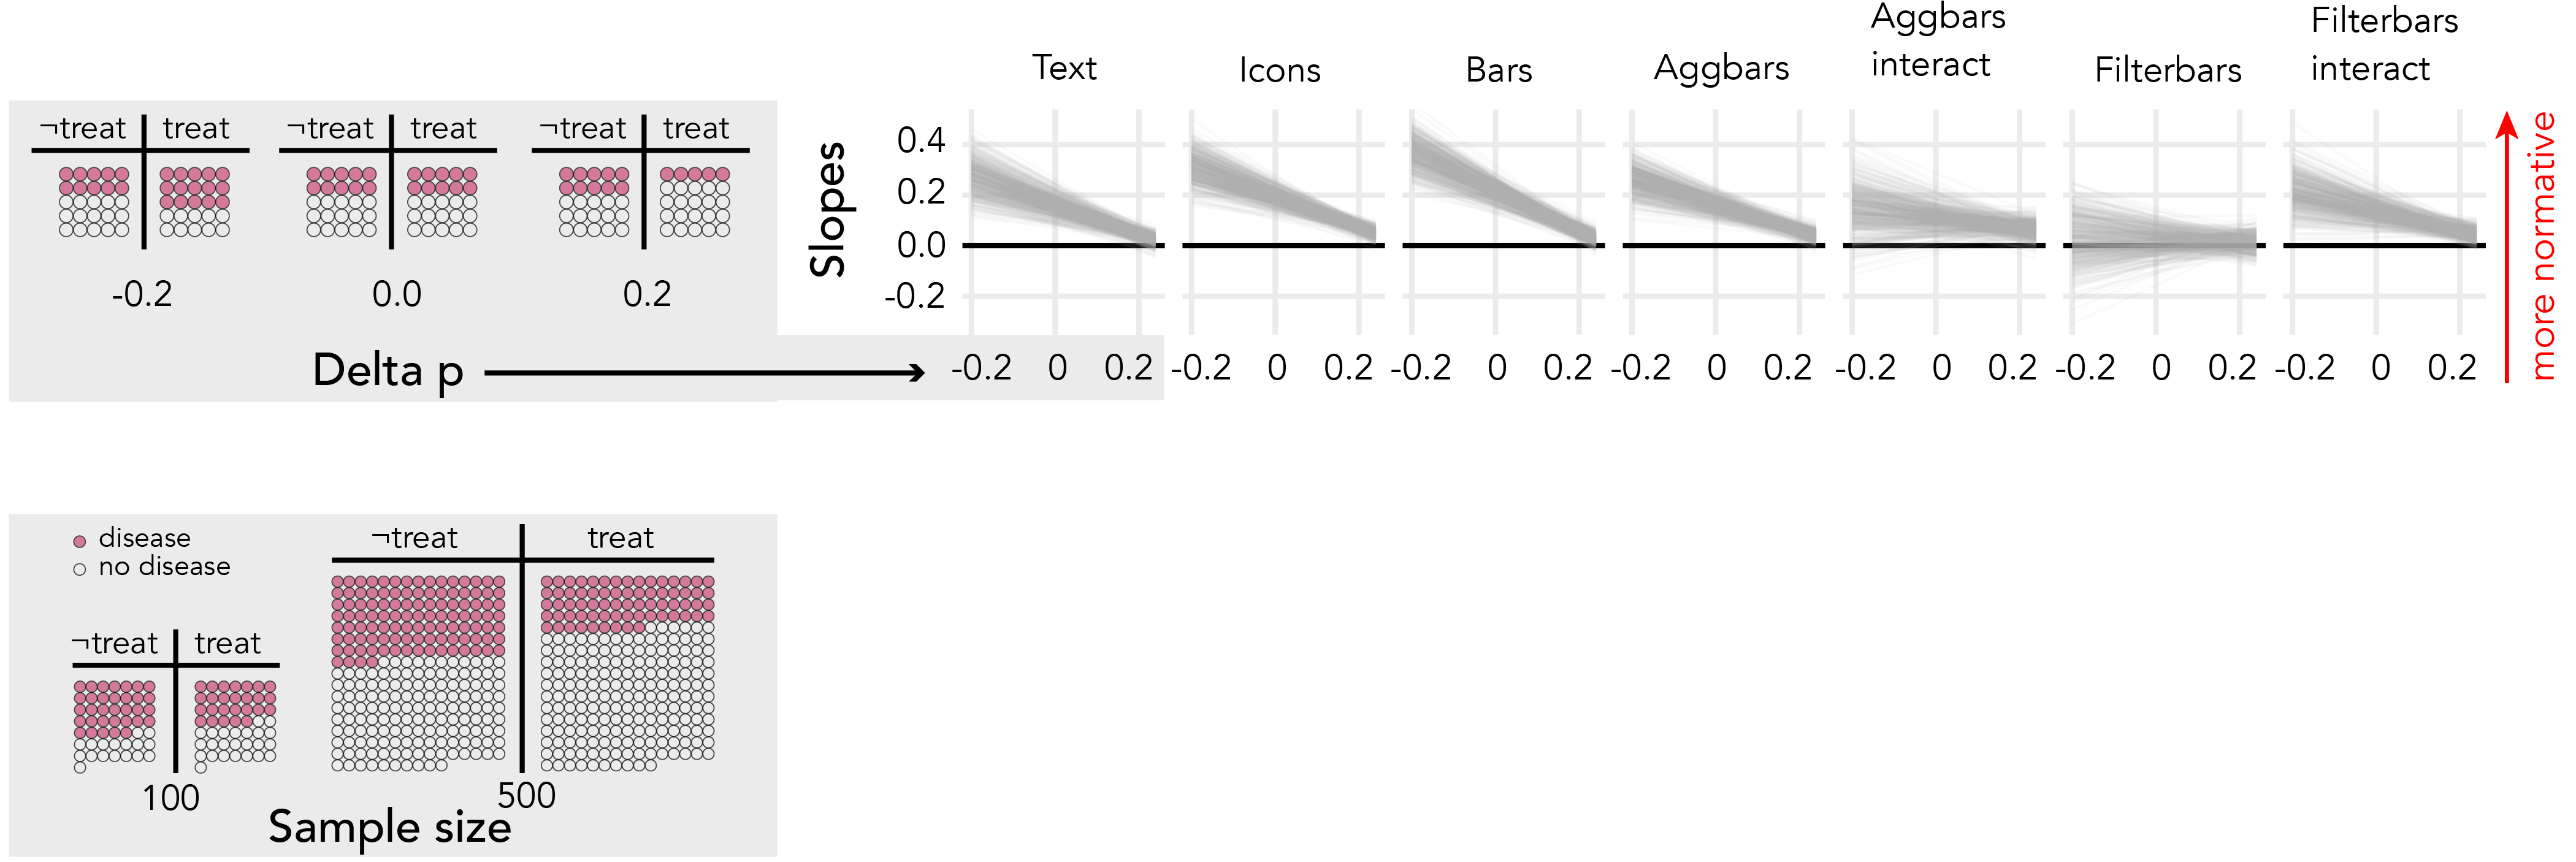 Text
Icons
Bars
Aggbars
Aggbars
interact
Filterbars
Filterbars
interact
¬treat treat
¬treat treat
¬treat treat
-0.2
0.0
0.2
Delta p
Slopes
0.4
0.2
0.0
-0.2
-0.2 0 0.2
-0.2 0 0.2
-0.2 0 0.2
-0.2 0 0.2
-0.2 0 0.2
-0.2 0 0.2
-0.2 0 0.2
more normative
disease
no disease
¬treat treat
100
¬treat treat
500
Sample size